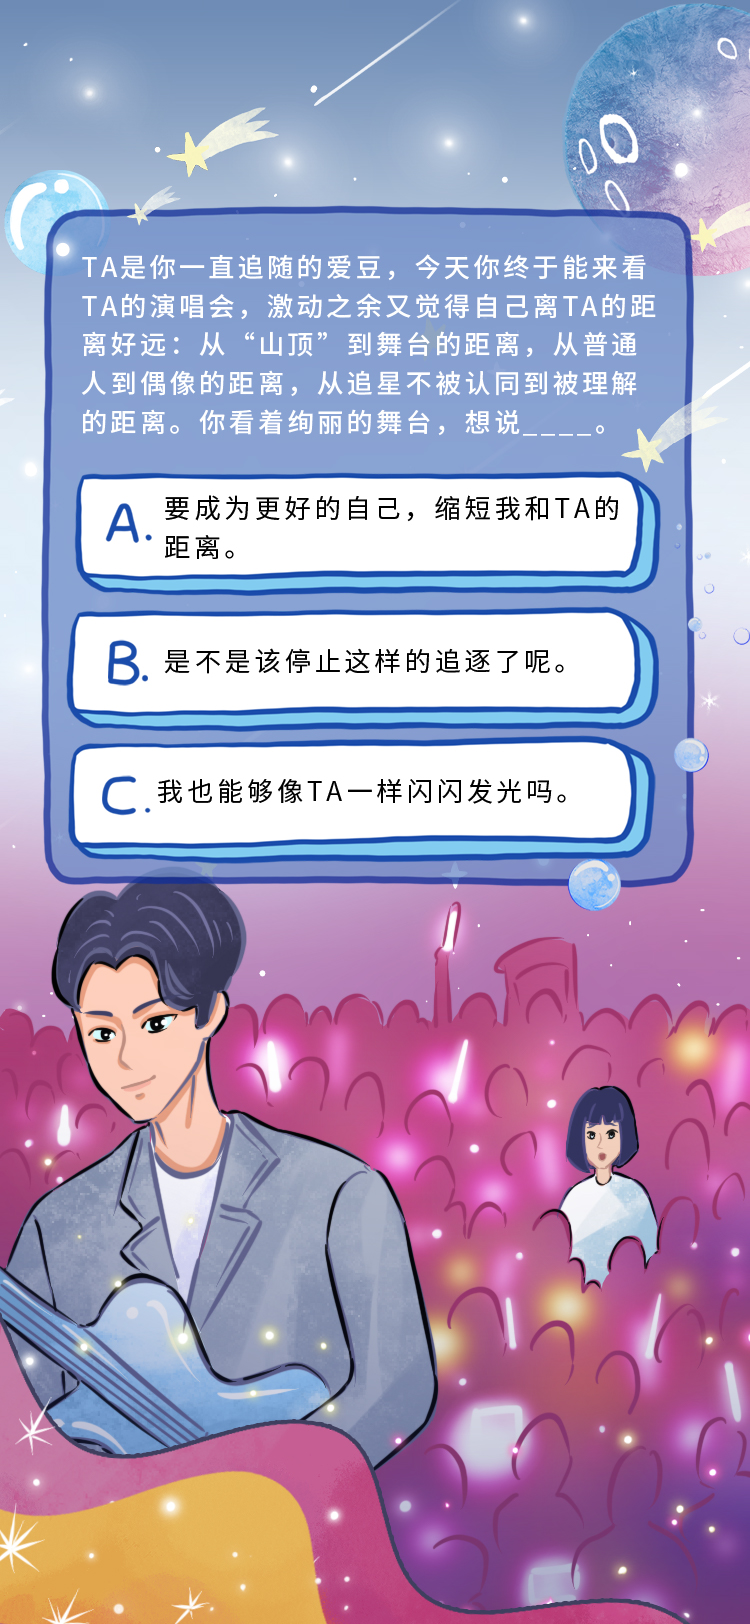 TA是你一直追随的爱豆，今天你终于能来看
TA的演唱会，激动之余又觉得自己离TA的距
离好远：从“山顶”到舞台的距离，从普通
人到偶像的距离，从追星不被认同到被理解
的距离。你看着绚丽的舞台，想说____。
A. 要成为更好的自己，缩短我和TA的
距离。
B. 是不是该停止这样的追逐了呢。
C. 我也能够像TA一样闪闪发光吗。